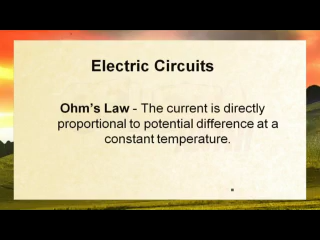 Electric Circuits
Ohm's Law - The current is directly
proportional to potential difference at a
constant temperature.